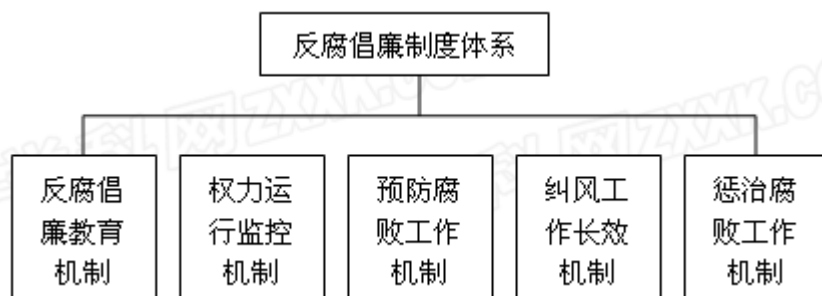 反腐倡廉制度体系
反腐倡
廉教育
机制
权力运
行监控
机制
预防腐
败工作
机制
纠风工
作长效
机制
惩治腐
败工作
机制